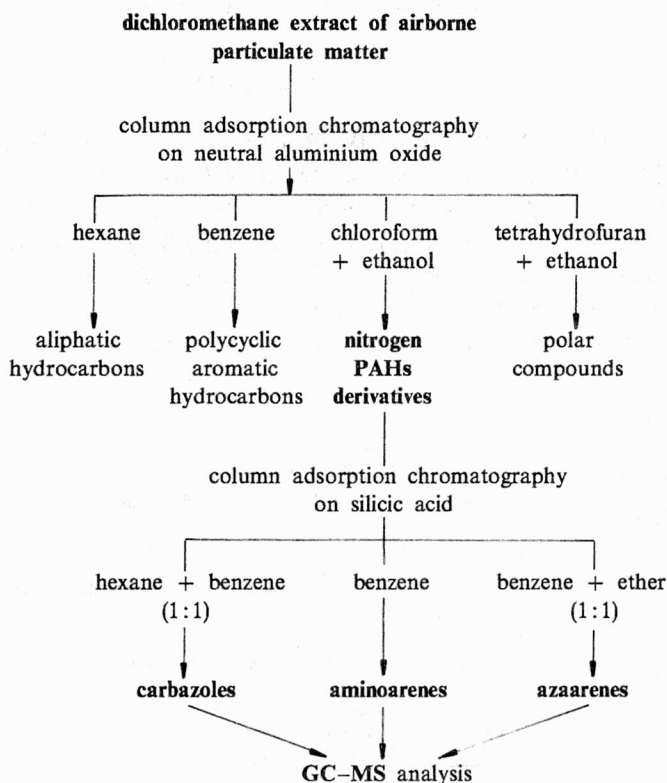 dichloromethane extract of airborne
particulate matter
column adsorption chromatography
on neutral aluminium oxide
hexane
benzene
chloroform
+ ethanol
tetrahydrofuran
+ ethanol
aliphatic
hydrocarbons
polycyclic
aromatic
hydrocarbons
nitrogen
PAHs
derivatives
polar
compounds
column adsorption chromatography
on silicic acid
hexane + benzene
(1:1)
benzene
benzene + ether
(1:1)
carbazoles
aminoarenes
azaarenes
GC–MS analysis